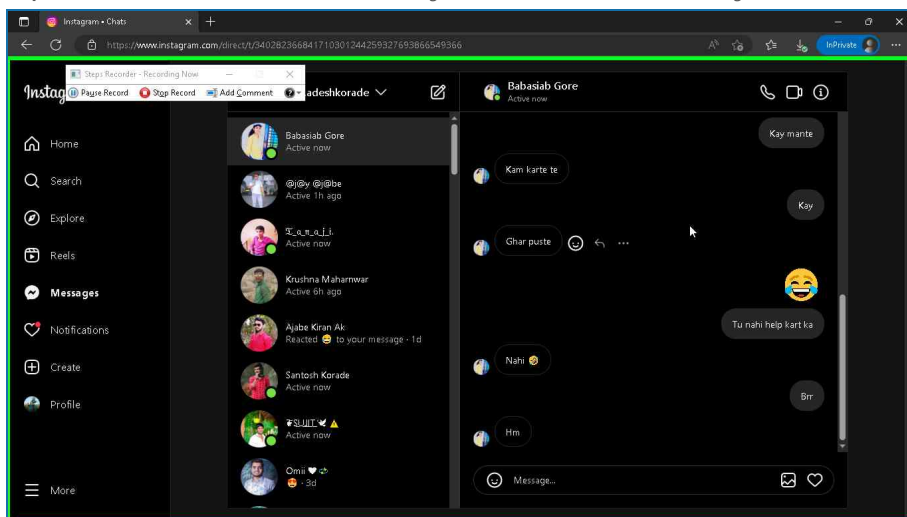 Instagram • Chats
https://www.instagram.com/direct/t/340282366841710301244259327693866549366
InPrivate
Steps Recorder - Recording Now
Pause Record
Stop Record
Add Comment
Instag
adeshkorade
Home
Search
Explore
Reels
Messages
Notifications
Create
Profile
More
Babasiab Gore
Active now
@j@y @j@be
Active 1h ago
T_a_n_a_j_i.
Active now
Krushna Maharnwar
Active 6h ago
Ajabe Kiran Ak
Reacted 😂 to your message · 1d
Santosh Korade
Active now
SUJIT
Active now
Omii
😍 · 3d
Babasiab Gore
Active now
Kay mante
Kam karte te
Kay
Ghar puste
Tu nahi help kart ka
Nahi 🤣
Brr
Hm
Message...